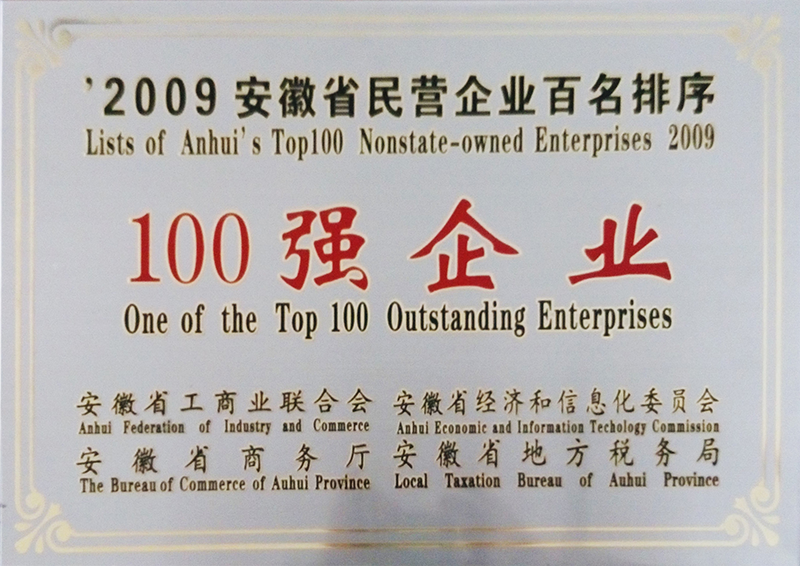 '2009安徽省民营企业百名排序
Lists of Anhui's Top100 Nonstate-owned Enterprises 2009
100强企业
One of the Top 100 Outstanding Enterprises
安徽省工商业联合会
Anhui Federation of Industry and Commerce
安徽省经济和信息化委员会
Anhui Economic and Information Techology Commission
安徽省商务厅
The Bureau of Commerce of Auhui Province
安徽省地方税务局
Local Taxation Bureau of Auhui Province